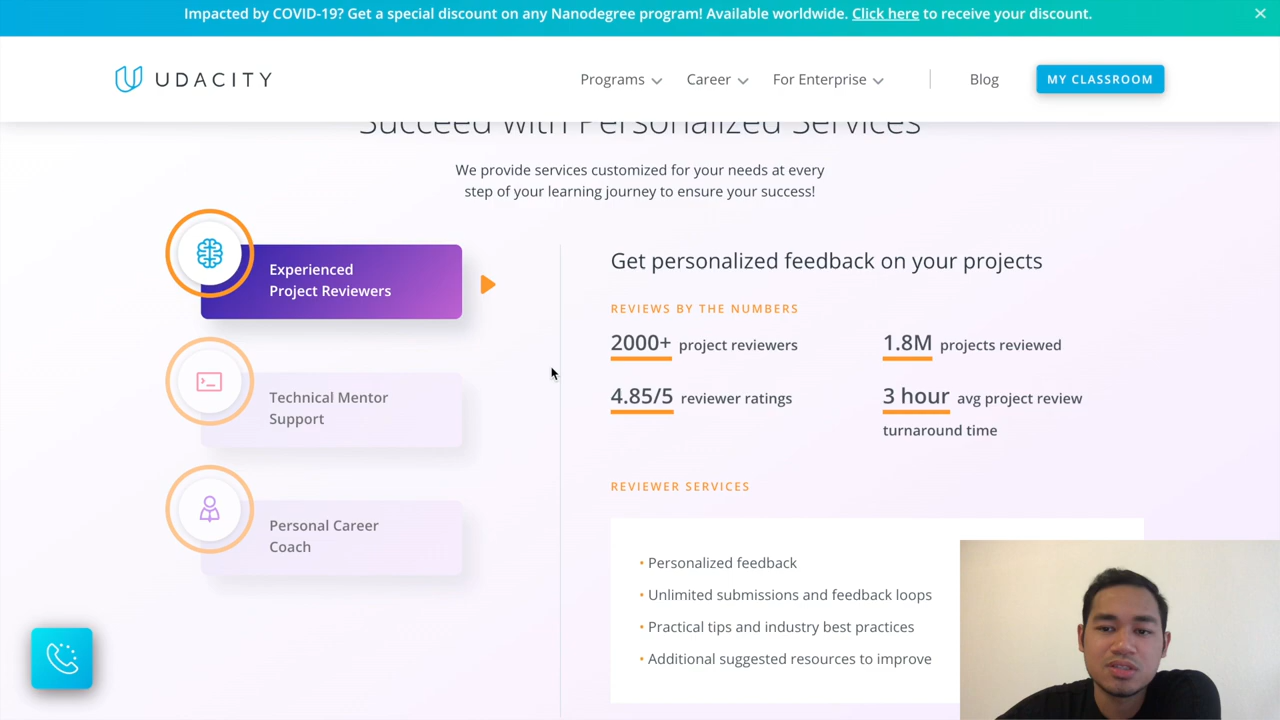 Impacted by COVID-19? Get a special discount on any Nanodegree program! Available worldwide. Click here to receive your discount.
UDACITY
Programs
Career
For Enterprise
Blog
MY CLASSROOM
Succeed with Personalized Services
We provide services customized for your needs at every
step of your learning journey to ensure your success!
Experienced
Project Reviewers
Technical Mentor
Support
Personal Career
Coach
Get personalized feedback on your projects
REVIEWS BY THE NUMBERS
2000+ project reviewers
1.8M projects reviewed
4.85/5 reviewer ratings
3 hour avg project review
turnaround time
REVIEWER SERVICES
• Personalized feedback
• Unlimited submissions and feedback loops
• Practical tips and industry best practices
• Additional suggested resources to improve